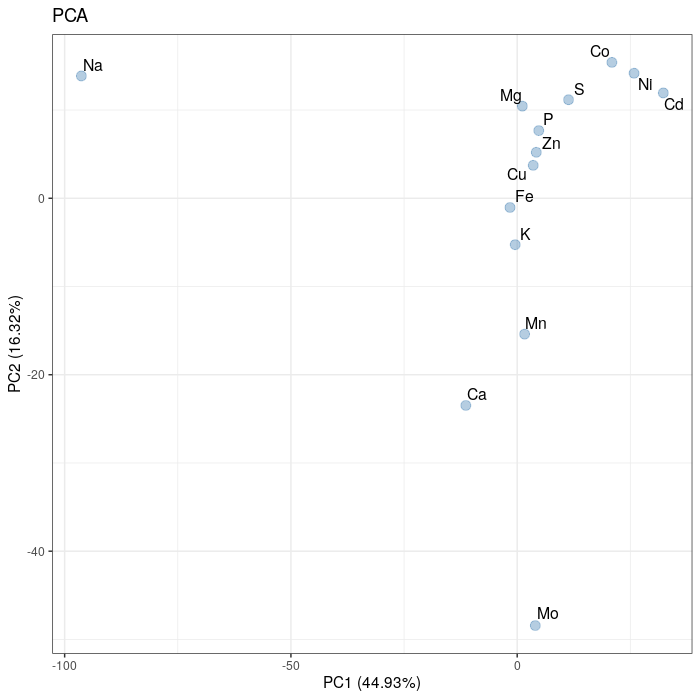 PCA
Co
Na
Ni
S
Mg
Cd
P
Zn
Cu
0
Fe
K
Mn
PC2 (16.32%)
-20
Ca
-40
Mo
-100
-50
0
PC1 (44.93%)